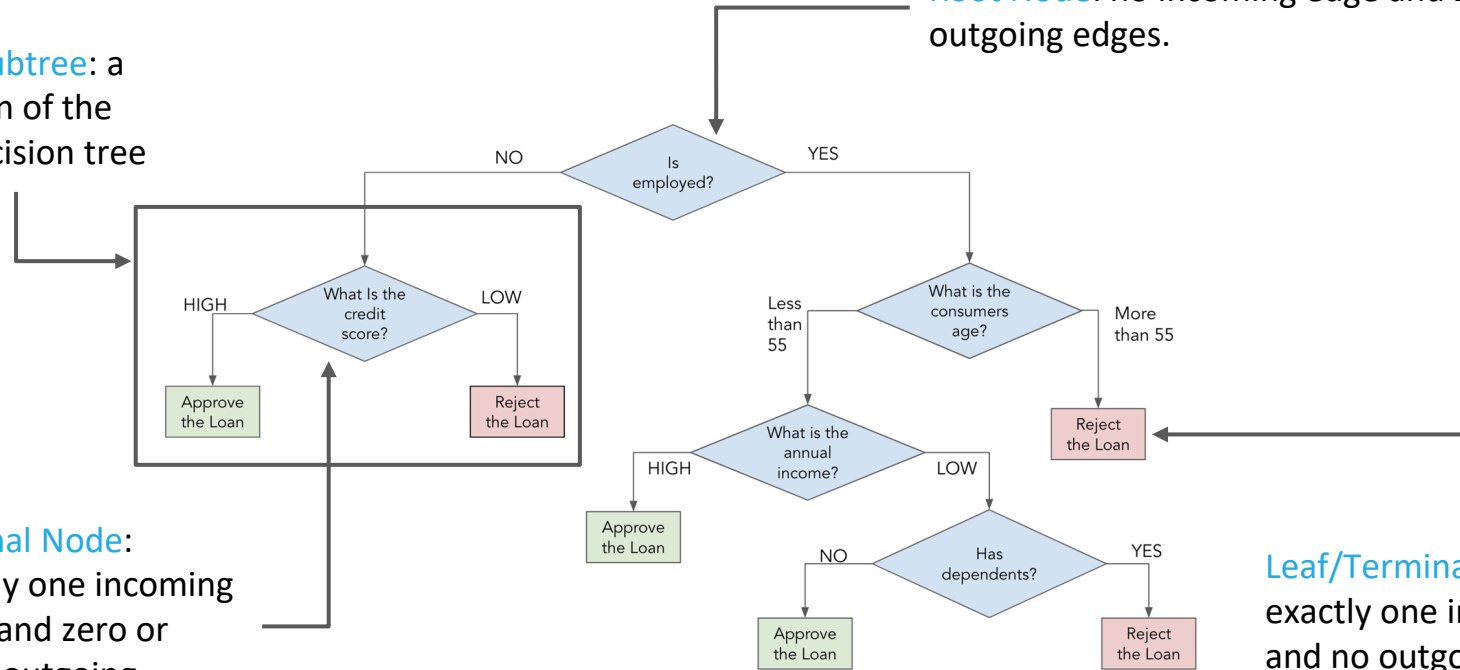 outgoing edges.
btree: a
n of the
cision tree
NO
YES
Is
employed?
HIGH
What Is the
credit
score?
LOW
Approve
the Loan
Reject
the Loan
Less
than
55
What is the
consumers
age?
More
than 55
Reject
the Loan
HIGH
What is the
annual
income?
LOW
Approve
the Loan
NO
Has
dependents?
YES
Approve
the Loan
Reject
the Loan
nal Node:
y one incoming
and zero or
Leaf/Termina
exactly one i
and no outgo